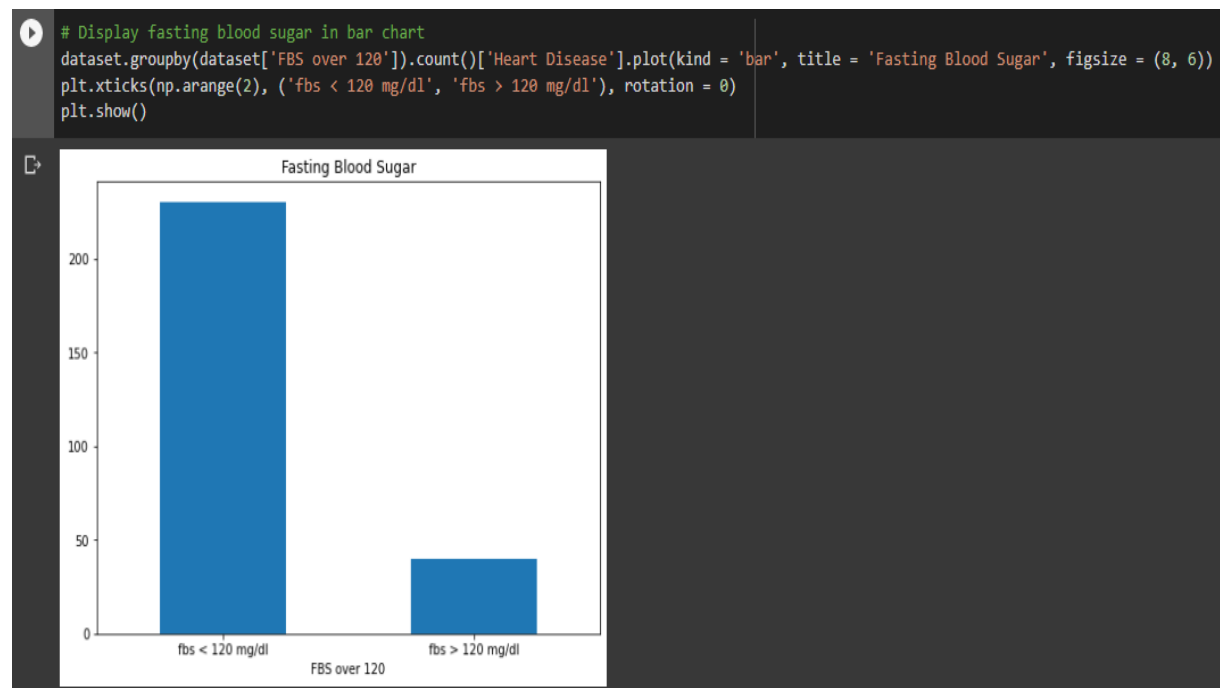 # Display fasting blood sugar in bar chart
dataset.groupby(dataset['FBS over 120']).count()['Heart Disease'].plot(kind = 'bar', title = 'Fasting Blood Sugar', figsize = (8, 6))
plt.xticks(np.arange(2), ('fbs < 120 mg/dl', 'fbs > 120 mg/dl'), rotation = 0)
plt.show()
Fasting Blood Sugar
200
150
100
50
0
fbs < 120 mg/dl fbs > 120 mg/dl
FBS over 120